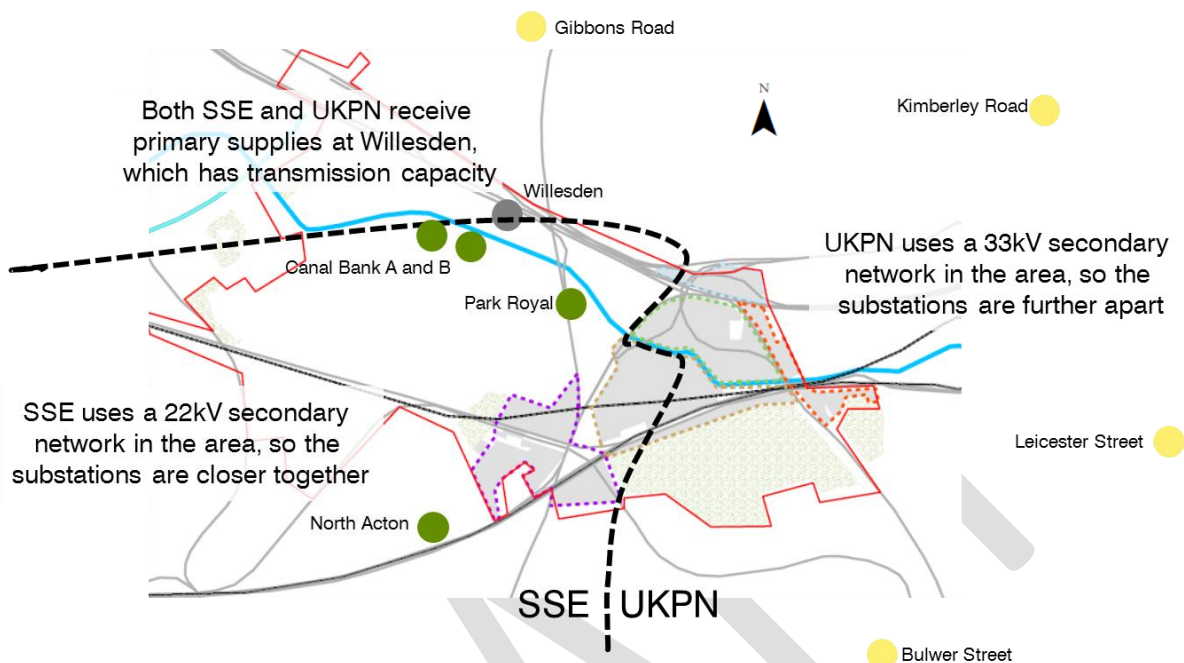 Gibbons Road
Both SSE and UKPN receive
primary supplies at Willesden,
which has transmission capacity
N
Kimberley Road
Willesden
Canal Bank A and B
UKPN uses a 33kV secondary
network in the area, so the
substations are further apart
Park Royal
SSE uses a 22kV secondary
network in the area, so the
substations are closer together
Leicester Street
North Acton
SSE UKPN
Bulwer Street